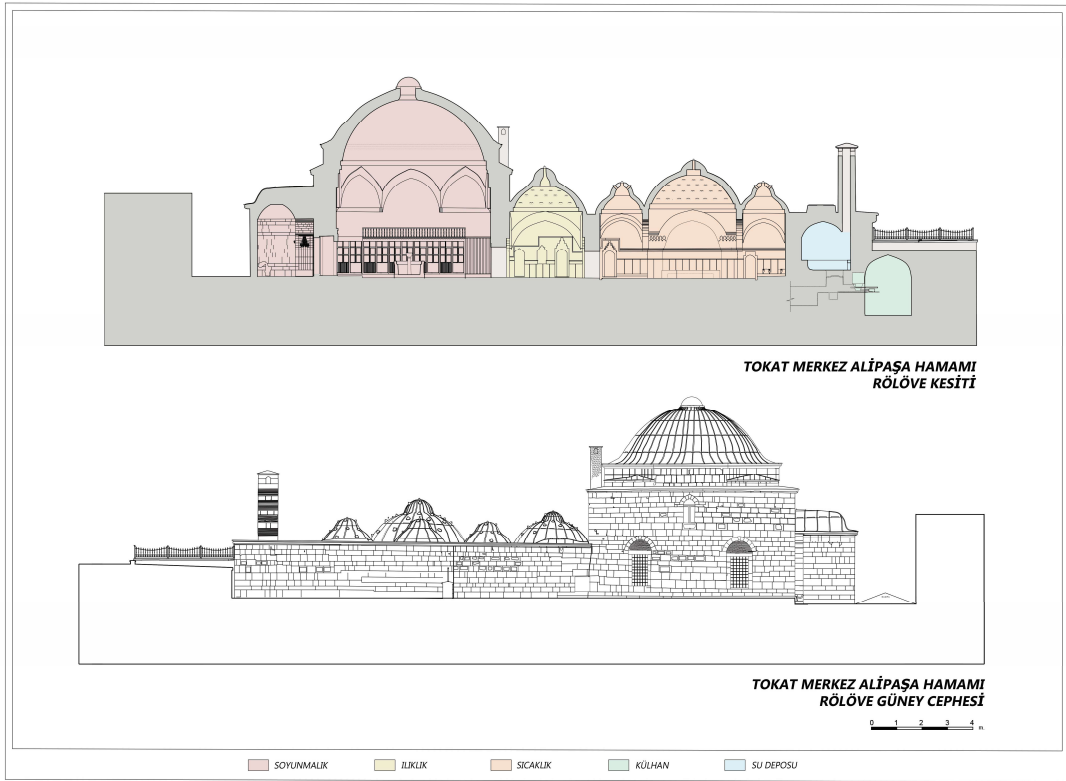 TOKAT MERKEZ ALİPAŞA HAMAMI
RÖLÖVE KESİTİ
TOKAT MERKEZ ALİPAŞA HAMAMI
RÖLÖVE GÜNEY CEPHESİ
0 1 2 3 4 m.
SOYUNMALIK ILIKLIK SICAKLIK KÜLHAN SU DEPOSU